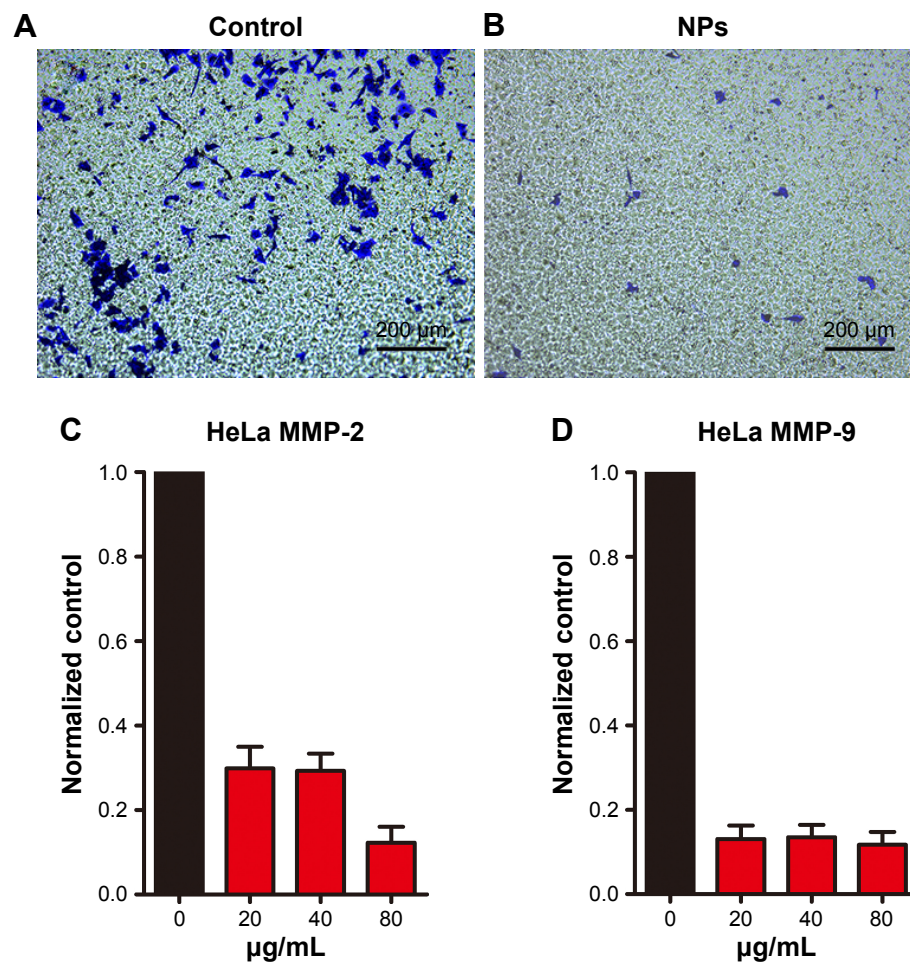 A Control
B NPs
200 µm
200 µm
C HeLa MMP-2
D HeLa MMP-9
Normalized control
1.0
0.8
0.6
0.4
0.2
0.0
0 20 40 80
µg/mL
Normalized control
1.0
0.8
0.6
0.4
0.2
0.0
0 20 40 80
µg/mL